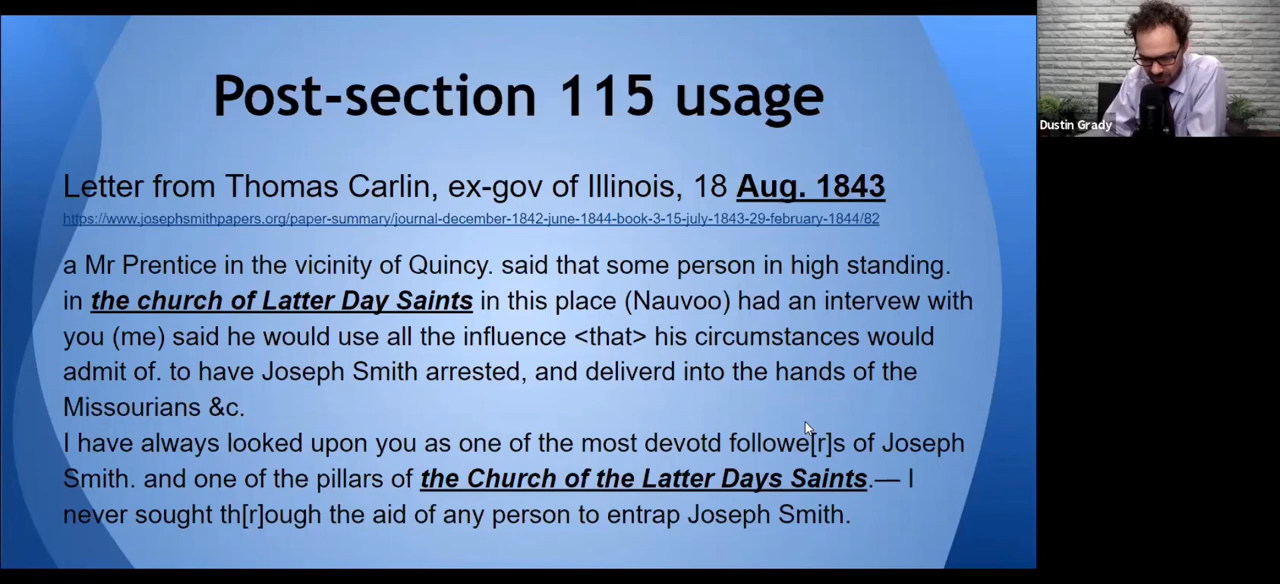 Post-section 115 usage
Letter from Thomas Carlin, ex-gov of Illinois, 18 Aug. 1843
https://www.josephsmithpapers.org/paper-summary/journal-december-1842-june-1844-book-3-15-july-1843-29-february-1844/82
a Mr Prentice in the vicinity of Quincy. said that some person in high standing.
in the church of Latter Day Saints in this place (Nauvoo) had an intervew with
you (me) said he would use all the influence <that> his circumstances would
admit of. to have Joseph Smith arrested, and deliverd into the hands of the
Missourians &c.
I have always looked upon you as one of the most devotd followe[r]s of Joseph
Smith. and one of the pillars of the Church of the Latter Days Saints.— I
never sought th[r]ough the aid of any person to entrap Joseph Smith.
Dustin Grady